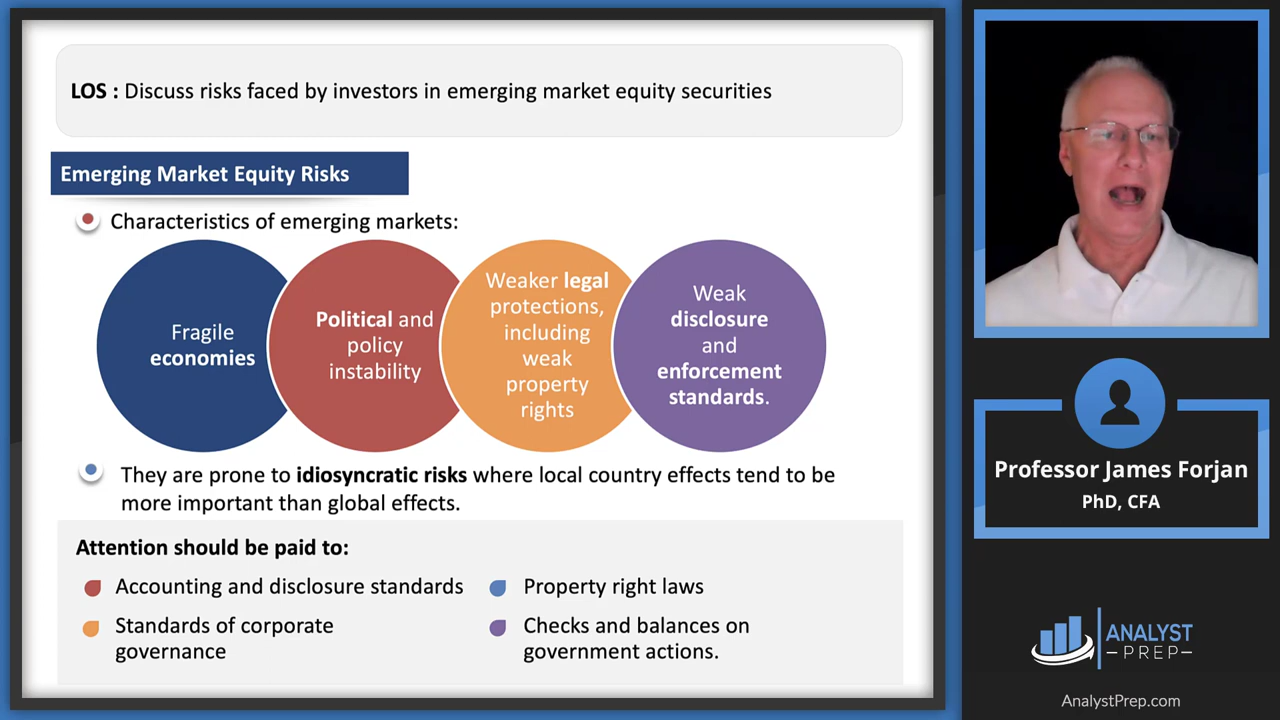 LOS : Discuss risks faced by investors in emerging market equity securities
Emerging Market Equity Risks
Characteristics of emerging markets:
Fragile
economies
Political and
policy
instability
Weaker legal
protections,
including
weak
property
rights
Weak
disclosure
and
enforcement
standards.
They are prone to idiosyncratic risks where local country effects tend to be
more important than global effects.
Attention should be paid to:
Accounting and disclosure standards
Standards of corporate
governance
Property right laws
Checks and balances on
government actions.
Professor James Forjan
PhD, CFA
ANALYST
PREP
AnalystPrep.com